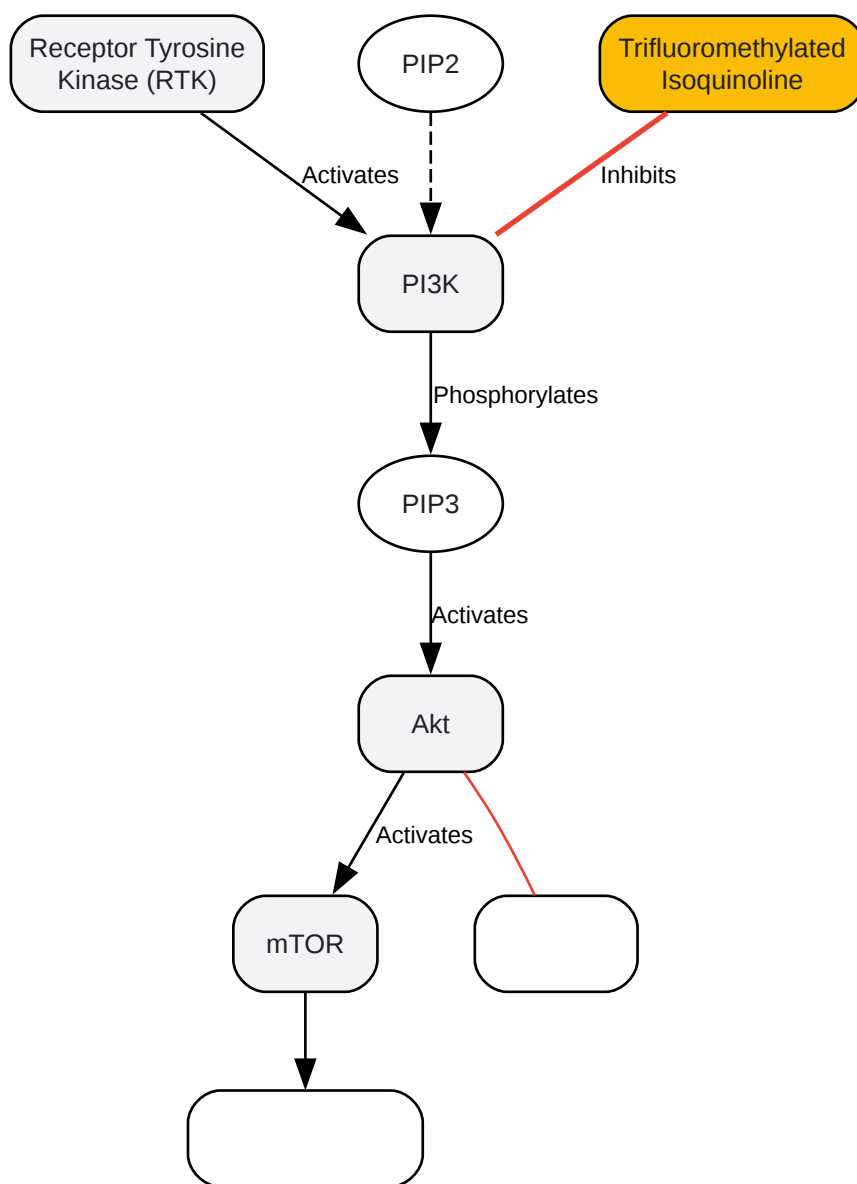 Receptor Tyrosine
Kinase (RTK)
PIP2
Trifluoromethylated
Isoquinoline
Activates
Inhibits
PI3K
Phosphorylates
PIP3
Activates
Akt
Activates
mTOR